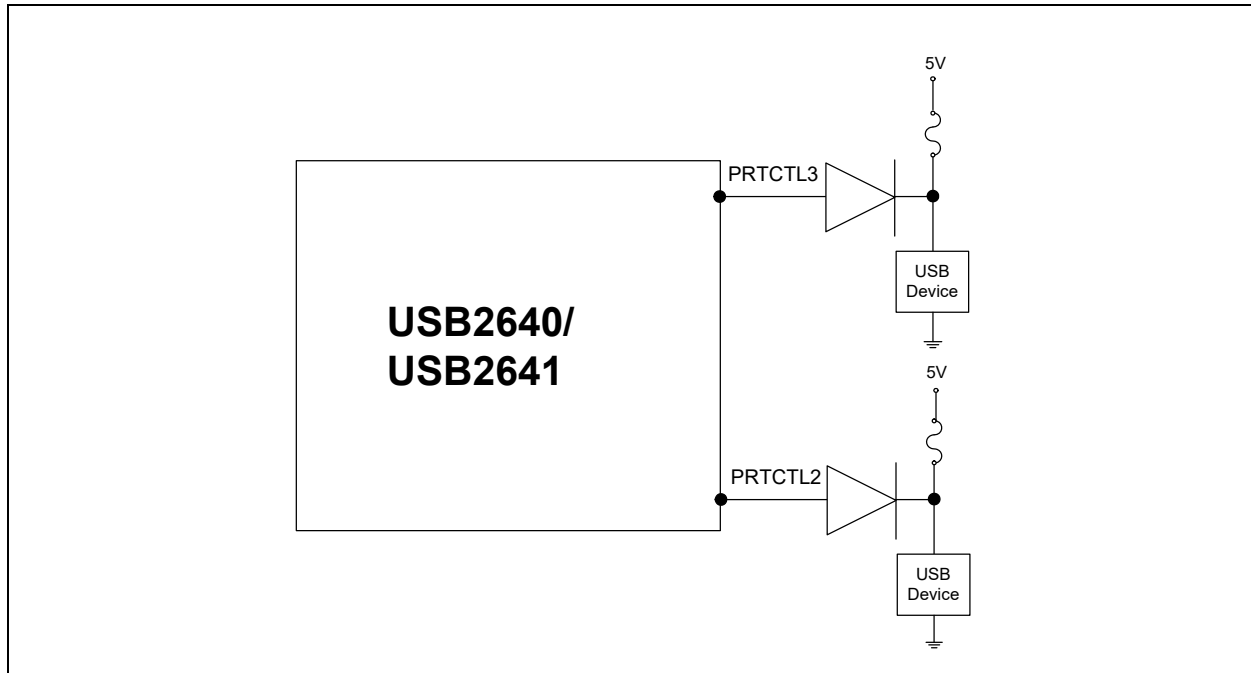 5V
PRTCTL3
USB
Device
USB2640/
USB2641
5V
PRTCTL2
USB
Device